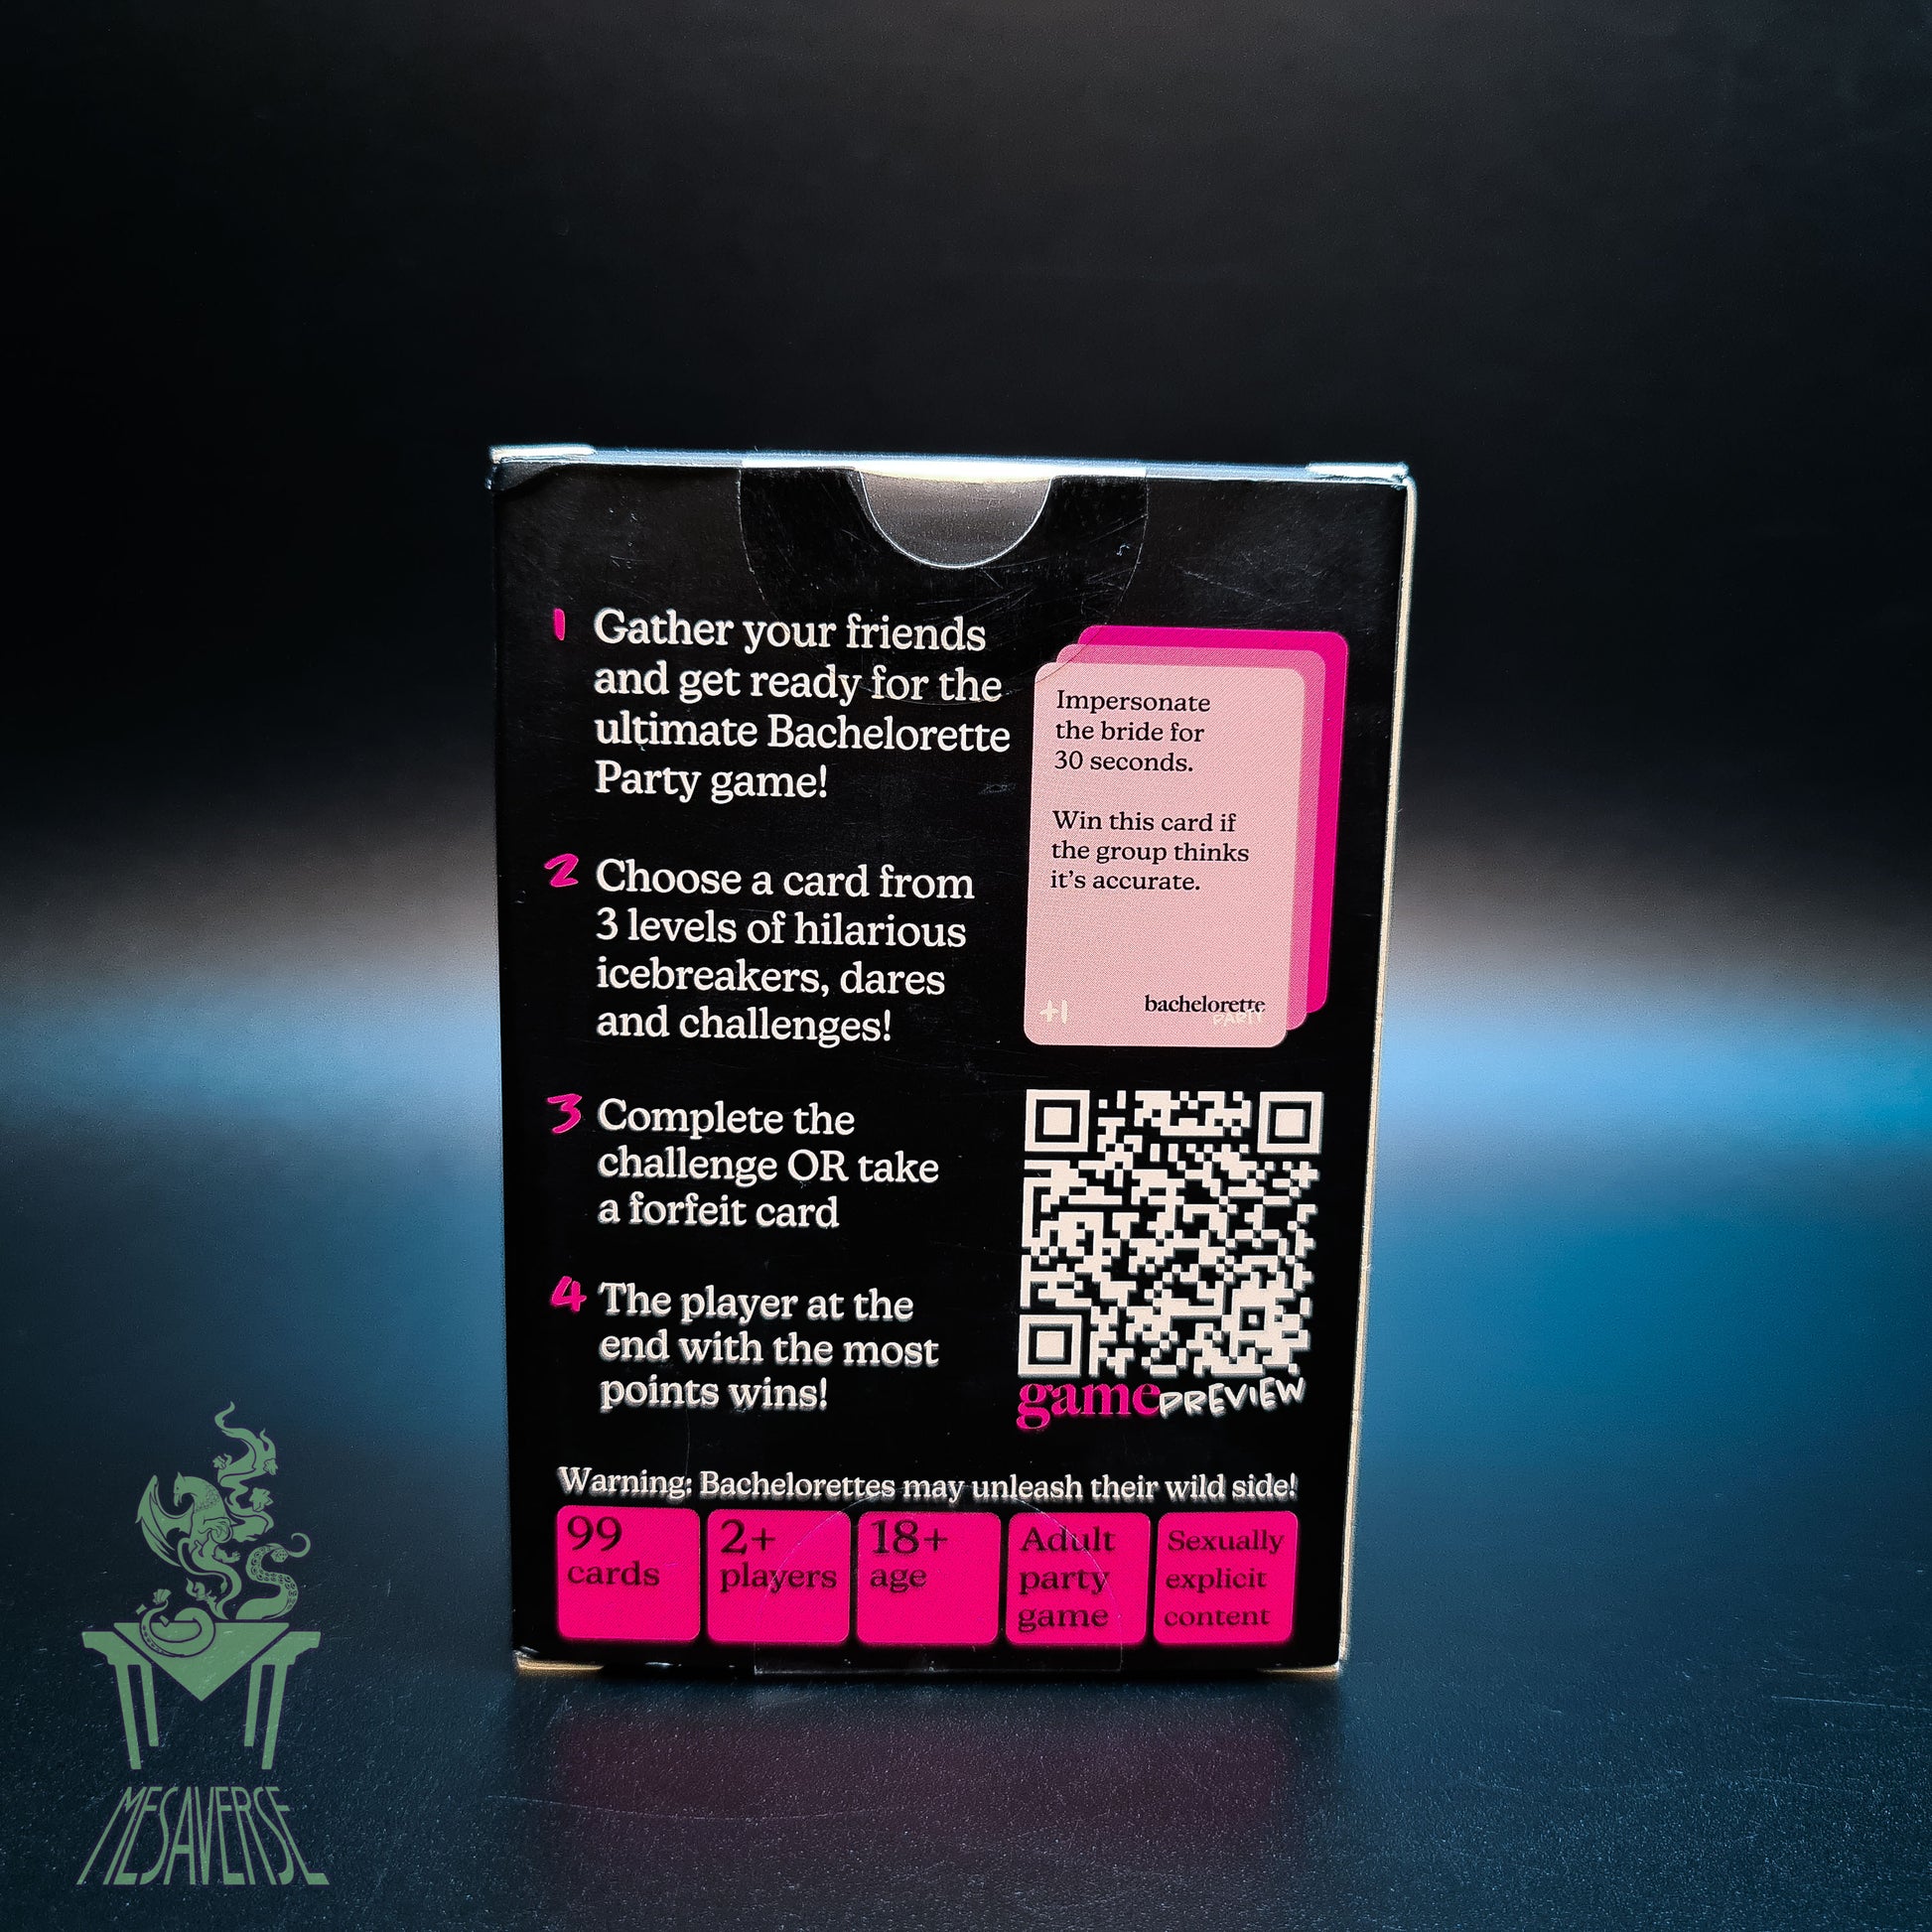 1 Gather your friends
and get ready for the
ultimate Bachelorette
Party game!
2 Choose a card from
3 levels of hilarious
icebreakers, dares
and challenges!
3 Complete the
challenge OR take
a forfeit card
4 The player at the
end with the most
points wins!
Impersonate
the bride for
30 seconds.
Win this card if
the group thinks
it's accurate.
+1
bachelorette
PARTY
game PREVIEW
Warning: Bachelorettes may unleash their wild side!
99
cards
2+
players
18+
age
Adult
party
game
Sexually
explicit
content
MESAVERSE